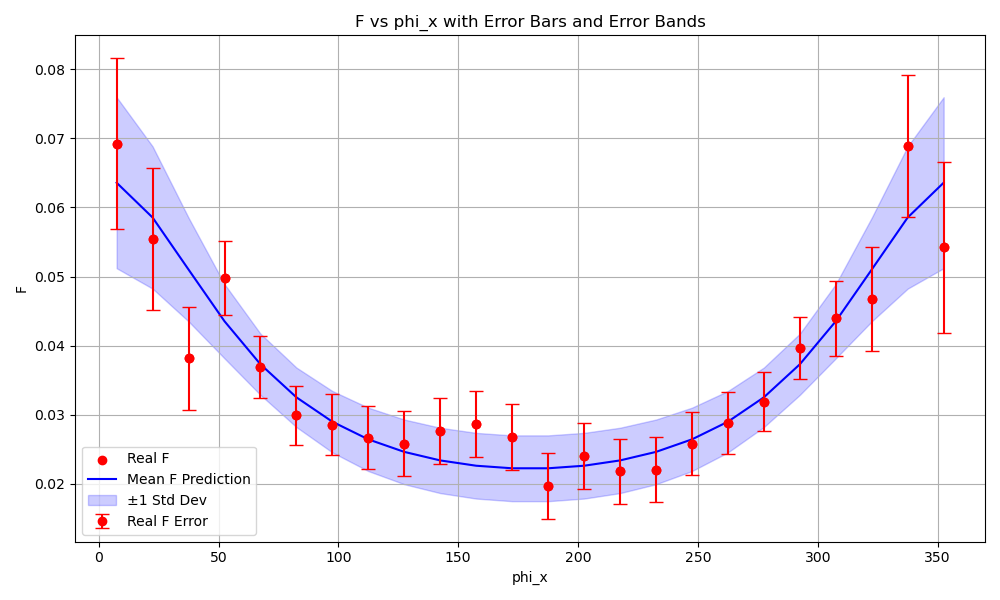 F vs phi_x with Error Bars and Error Bands
F
0.08
0.07
0.06
0.05
0.04
0.03
0.02
Real F
Mean F Prediction
±1 Std Dev
Real F Error
0 50 100 150 200 250 300 350
phi_x